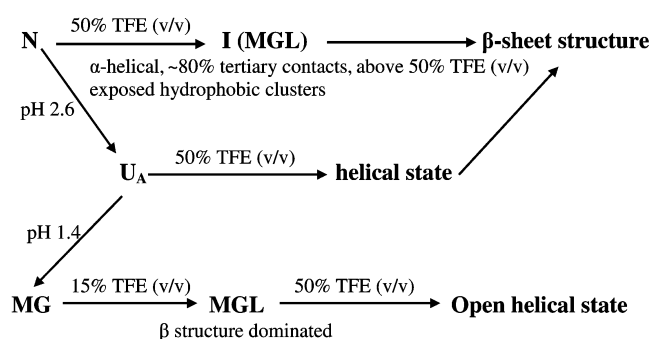 50% TFE (v/v)
N I (MGL) β-sheet structure
α-helical, ~80% tertiary contacts, above 50% TFE (v/v)
exposed hydrophobic clusters
pH 2.6
50% TFE (v/v)
UA helical state
pH 1.4
15% TFE (v/v) 50% TFE (v/v)
MG MGL Open helical state
β structure dominated